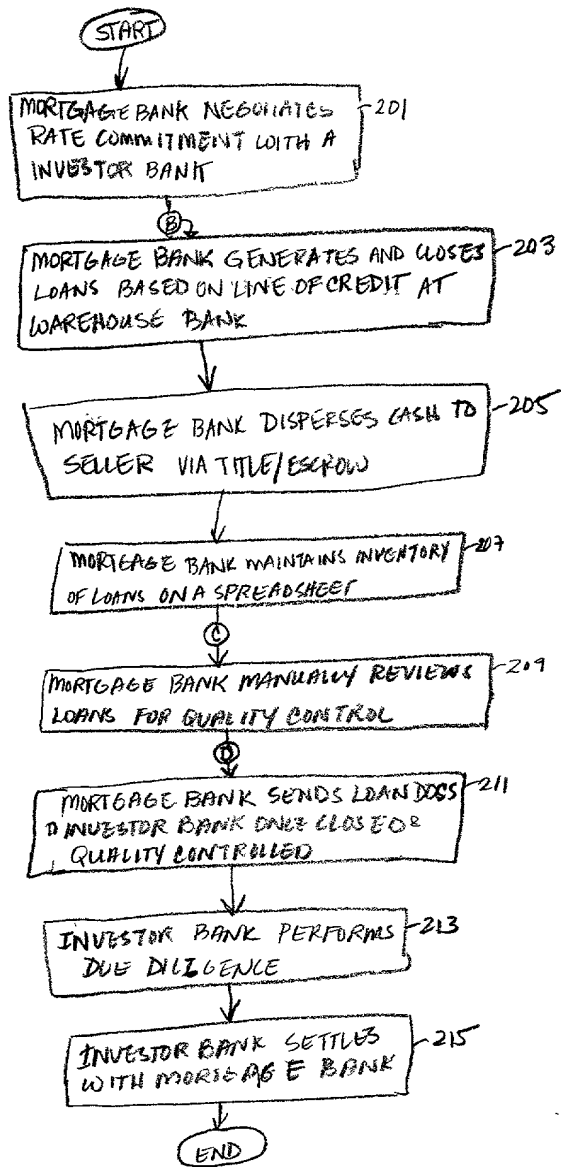 START
MORTGAGE BANK NEGOTIATES
RATE COMMITMENT WITH A
INVESTOR BANK
201
B
MORTGAGE BANK GENERATES AND CLOSES
LOANS BASED ON LINE OF CREDIT AT
WAREHOUSE BANK
203
MORTGAGE BANK DISPERSES CASH TO
SELLER VIA TITLE/ESCROW
205
MORTGAGE BANK MAINTAINS INVENTORY
OF LOANS ON A SPREADSHEET
207
C
MORTGAGE BANK MANUALLY REVIEWS
LOANS FOR QUALITY CONTROL
209
D
MORTGAGE BANK SENDS LOAN DOCS
TO INVESTOR BANK ONCE CLOSED &
QUALITY CONTROLLED
211
INVESTOR BANK PERFORMS
DUE DILIGENCE
213
INVESTOR BANK SETTLES
WITH MORTGAGE BANK
215
END